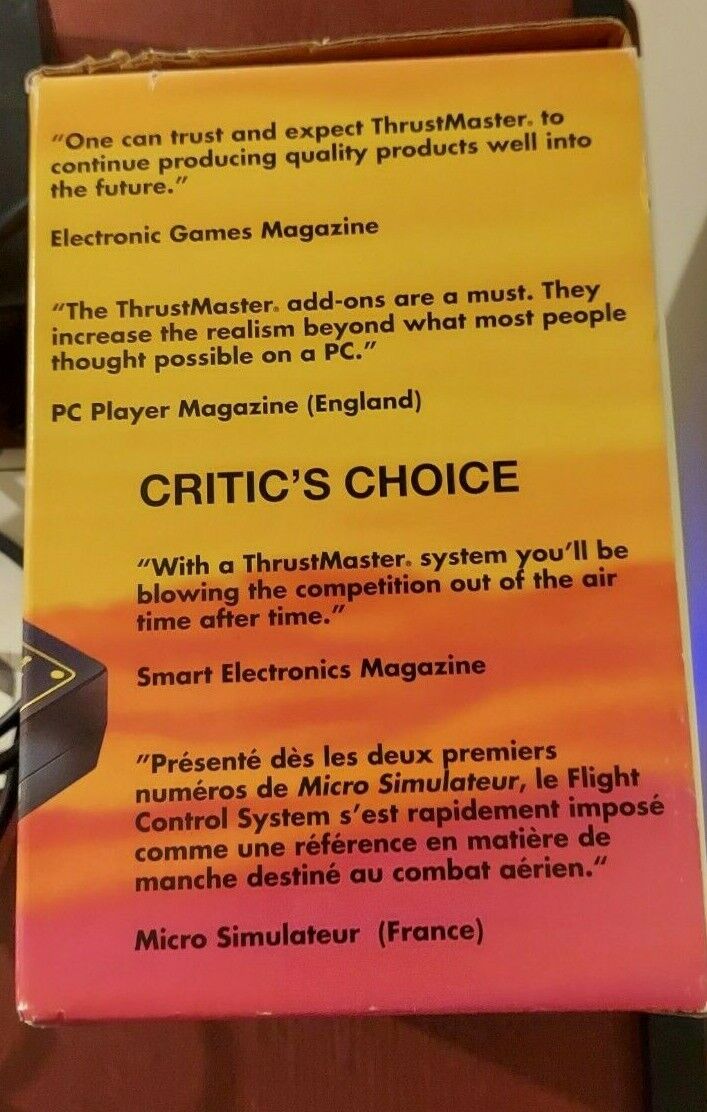 "One can trust and expect ThrustMaster® to
continue producing quality products well into
the future."
Electronic Games Magazine
"The ThrustMaster® add-ons are a must. They
increase the realism beyond what most people
thought possible on a PC."
PC Player Magazine (England)
CRITIC'S CHOICE
"With a ThrustMaster® system you'll be
blowing the competition out of the air
time after time."
Smart Electronics Magazine
"Présenté dès les deux premiers
numéros de Micro Simulateur, le Flight
Control System s'est rapidement imposé
comme une référence en matière de
manche destiné au combat aérien."
Micro Simulateur (France)